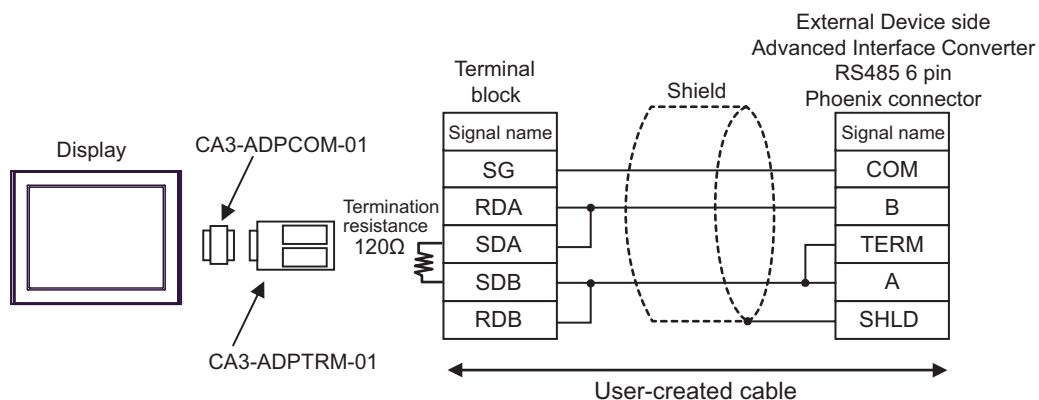 External Device side
Advanced Interface Converter
RS485 6 pin
Phoenix connector
Terminal
block
Shield
Display
CA3-ADPCOM-01
Signal name
Signal name
SG
COM
Termination
resistance
120Ω
RDA
B
SDA
TERM
SDB
A
RDB
SHLD
CA3-ADPTRM-01
User-created cable